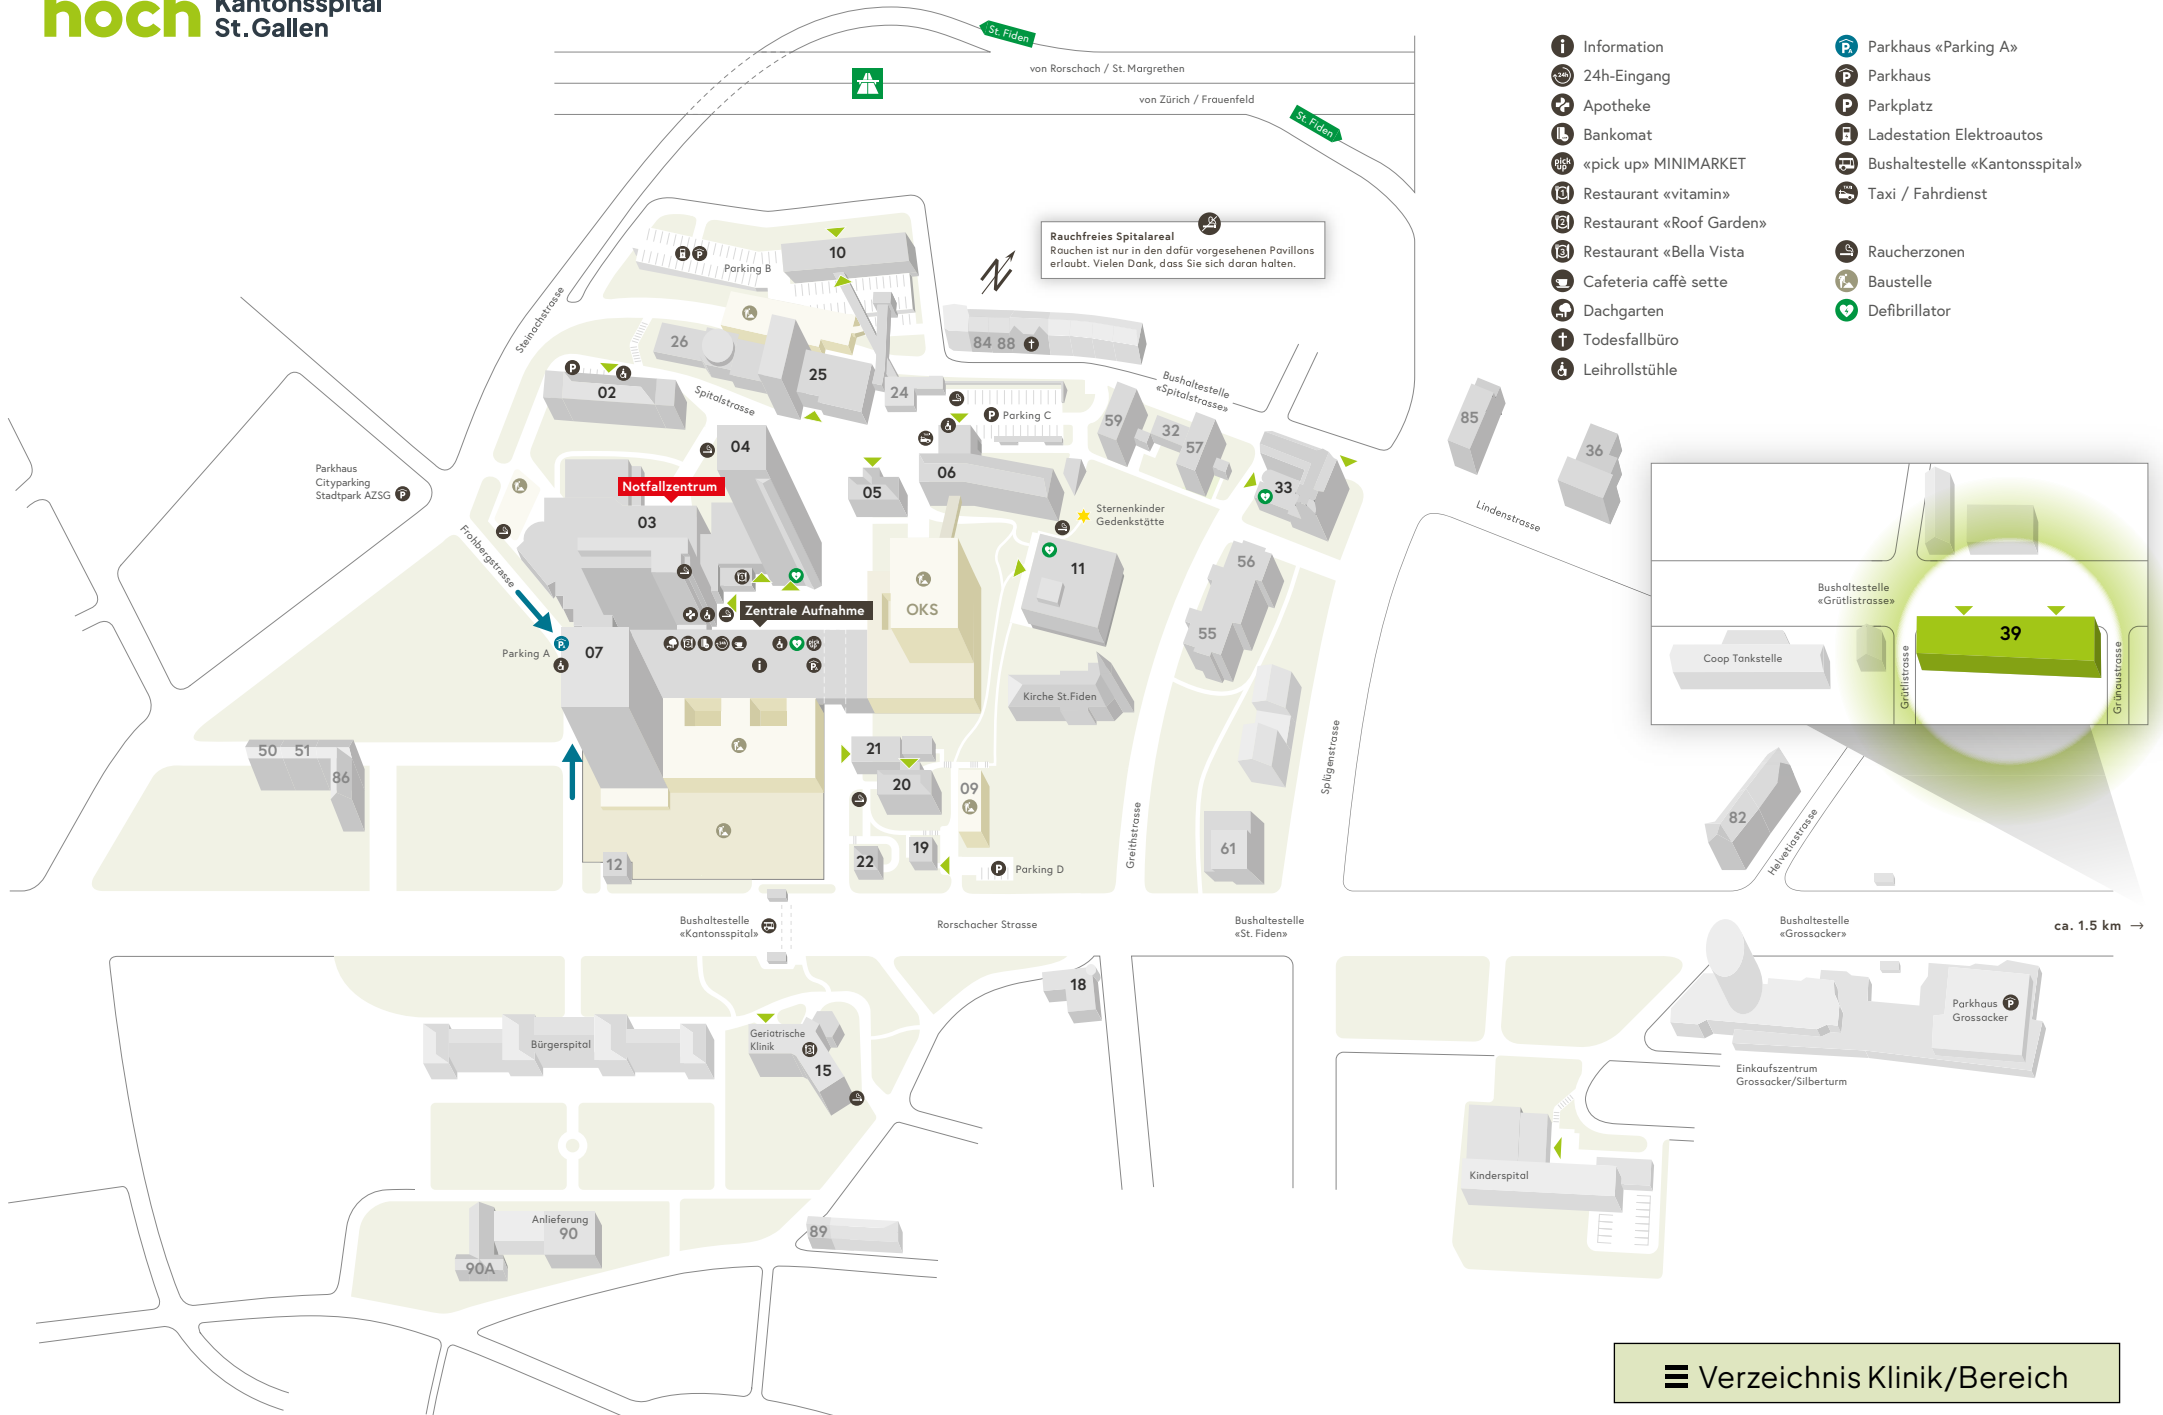 hoch Kantonsspital
St.Gallen
St. Fiden
von Rorschach / St. Margrethen
von Zürich / Frauenfeld
St. Fiden
Information
24h-Eingang
Apotheke
Bankomat
«pick up» MINIMARKET
Restaurant «vitamin»
Restaurant «Roof Garden»
Restaurant «Bella Vista
Cafeteria caffè sette
Dachgarten
Todesfallbüro
Leihrollstühle
Parkhaus «Parking A»
Parkhaus
Parkplatz
Ladestation Elektroautos
Bushaltestelle «Kantonsspital»
Taxi / Fahrdienst
Raucherzonen
Baustelle
Defibrillator
Rauchfreies Spitalareal
Rauchen ist nur in den dafür vorgesehenen Pavillons
erlaubt. Vielen Dank, dass Sie sich daran halten.
N
10
Parking B
Steinachstrasse
26
25
84 88
02
Spitalstrasse
24
Bushaltestelle
«Spitalstrasse»
Parking C
59
32
57
85
36
04
Parkhaus
Cityparking
Stadtpark AZSG
Notfallzentrum
03
05
06
33
Sternenkinder
Gedenkstätte
Lindenstrasse
Frohbergstrasse
11
56
OKS
Zentrale Aufnahme
55
Parking A
07
Kirche St.Fiden
Bushaltestelle
«Grütlistrasse»
39
Coop Tankstelle
Grütlistrasse
Grünaustrasse
50 51
86
21
20
09
Splügenstrasse
Greithstrasse
82
Helvetiastrasse
12
22
19
Parking D
61
Bushaltestelle
«Kantonsspital»
Rorschacher Strasse
Bushaltestelle
«St. Fiden»
Bushaltestelle
«Grossacker»
ca. 1.5 km →
18
Parkhaus
Grossacker
Bürgerspital
Geriatrische
Klinik
15
Einkaufszentrum
Grossacker/Silberturm
Kinderspital
Anlieferung
90
90A
89
Verzeichnis Klinik/Bereich